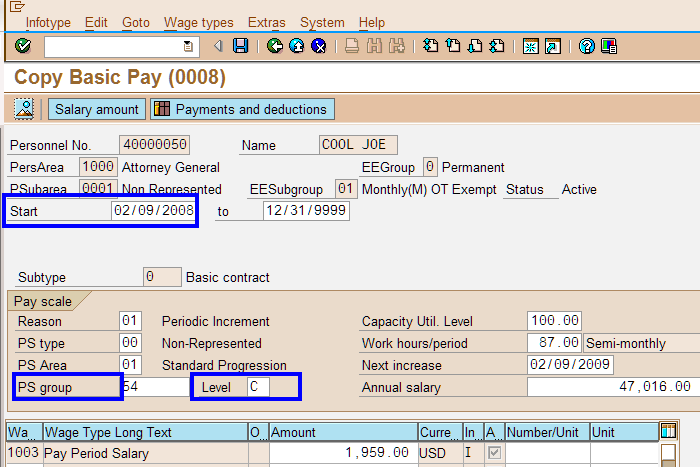 Infotype Edit Goto Wage types Extras System Help
Copy Basic Pay (0008)
Salary amount Payments and deductions
Personnel No. 40000050 Name COOL JOE
PersArea 1000 Attorney General EEGroup 0 Permanent
PSubarea 0001 Non Represented EESubgroup 01 Monthly(M) OT Exempt Status Active
Start 02/09/2008 to 12/31/9999
Subtype 0 Basic contract
Pay scale
Reason 01 Periodic Increment Capacity Util. Level 100.00
PS type 00 Non-Represented Work hours/period 87.00 Semi-monthly
PS Area 01 Standard Progression Next increase 02/09/2009
PS group 54 Level C Annual salary 47,016.00
Wa... Wage Type Long Text O... Amount Curre... In... A... Number/Unit Unit
1003 Pay Period Salary 1,959.00 USD I